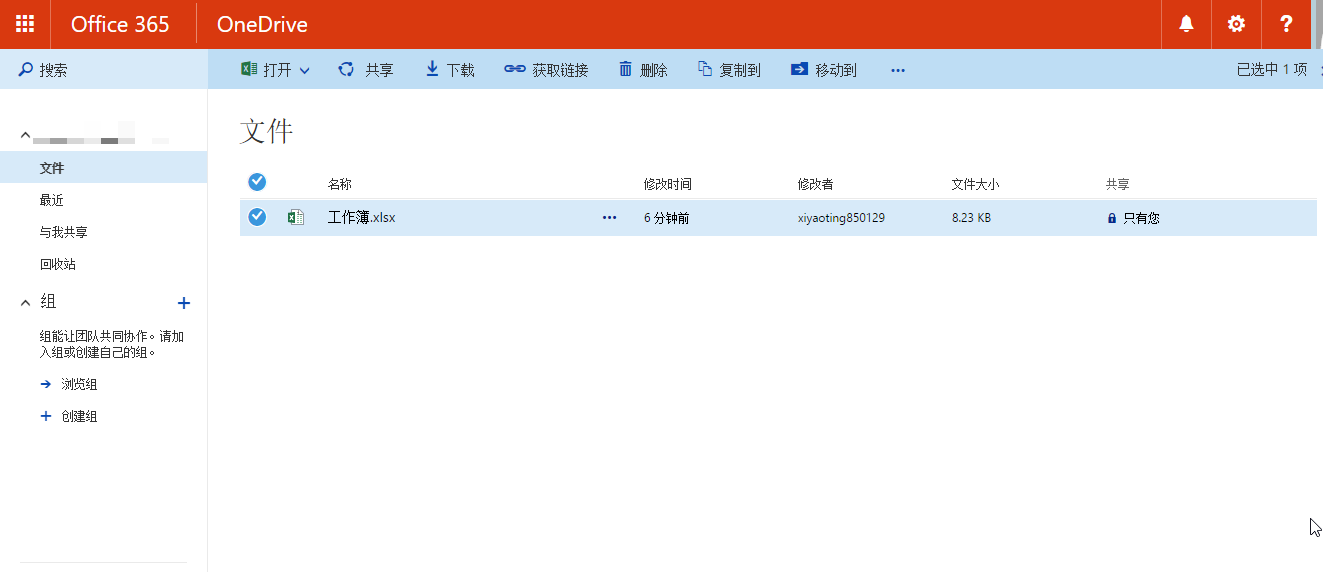 Office 365 OneDrive
搜索 打开 共享 下载 获取链接 删除 复制到 移动到 ••• 已选中 1 项
文件
文件
最近
与我共享
回收站
组
组能让团队共同协作。请加
入组或创建自己的组。
浏览组
创建组
名称 修改时间 修改者 文件大小 共享
工作簿.xlsx ••• 6 分钟前 xiyaoting850129 8.23 KB 只有您